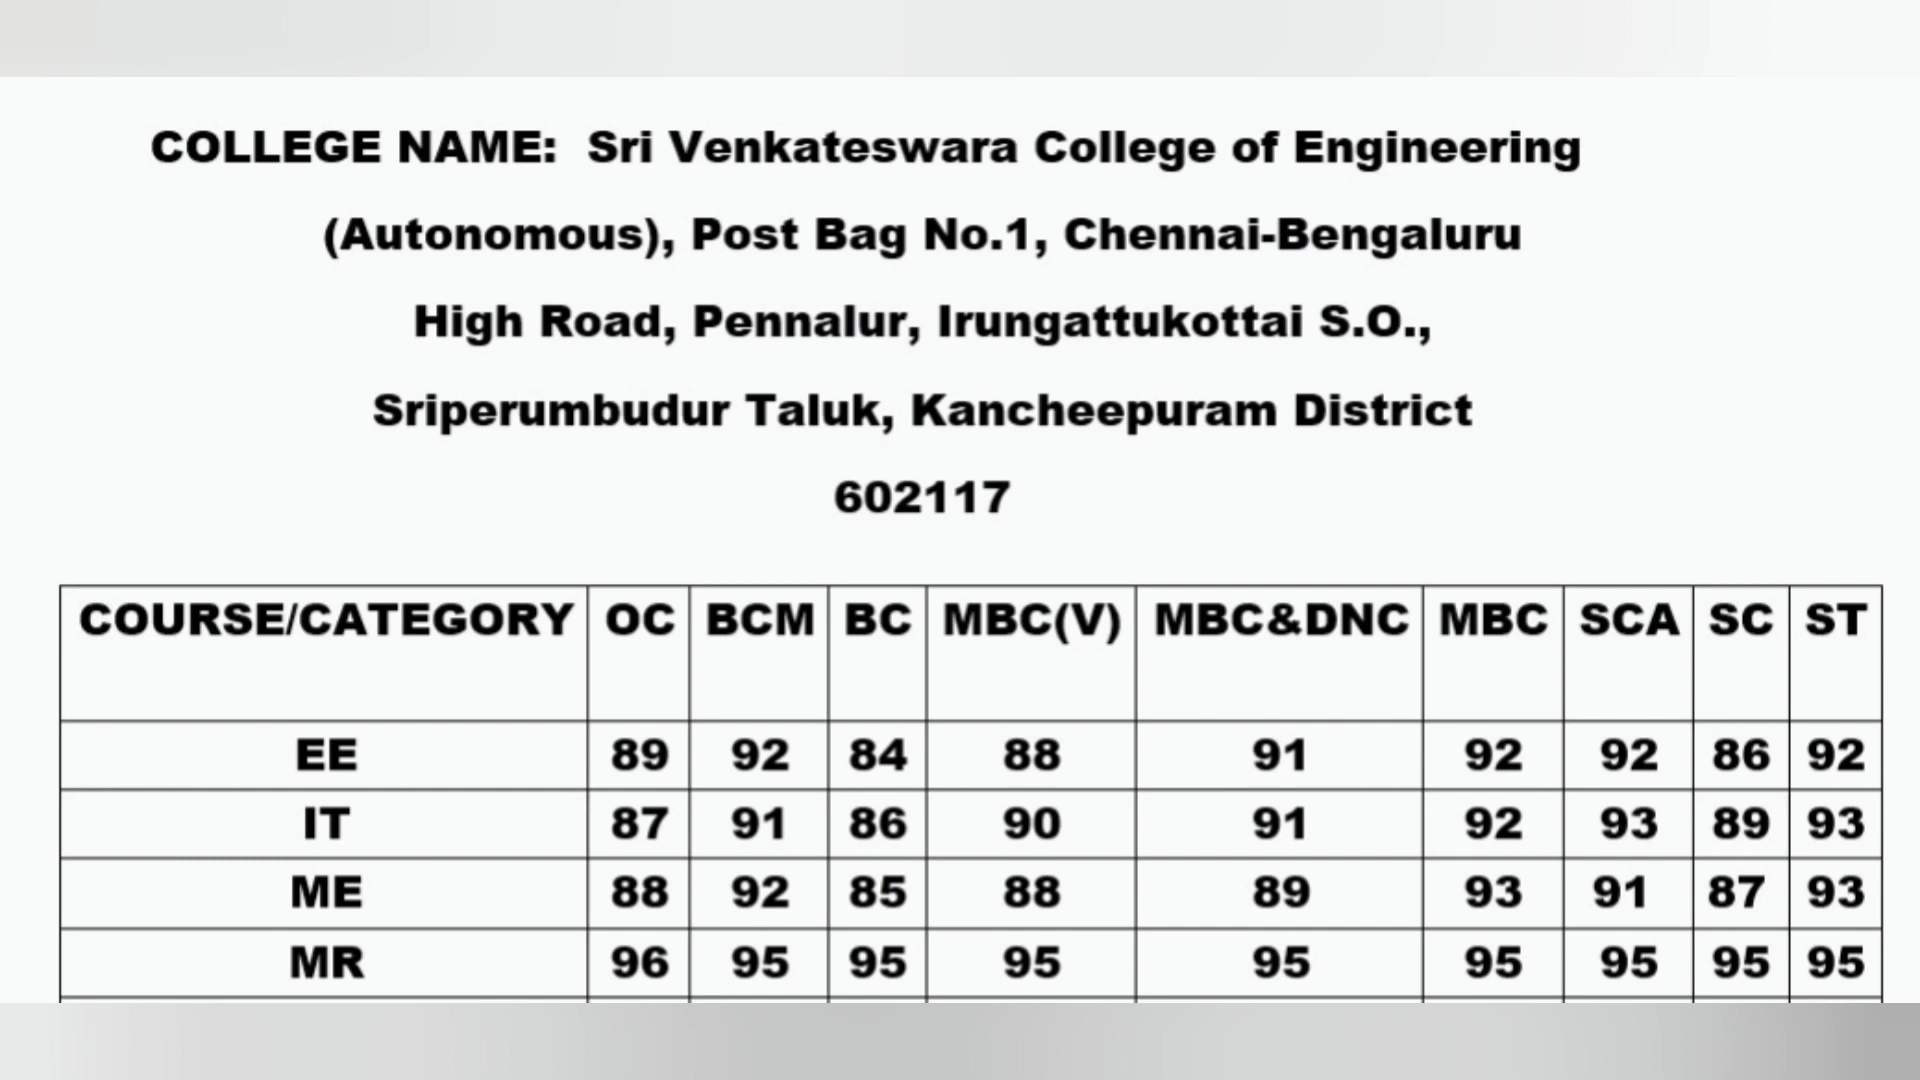 COLLEGE NAME: Sri Venkateswara College of Engineering
(Autonomous), Post Bag No.1, Chennai-Bengaluru
High Road, Pennalur, Irungattukottai S.O.,
Sriperumbudur Taluk, Kancheepuram District
602117
COURSE/CATEGORY OC BCM BC MBC(V) MBC&DNC MBC SCA SC ST
EE 89 92 84 88 91 92 92 86 92
IT 87 91 86 90 91 92 93 89 93
ME 88 92 85 88 89 93 91 87 93
MR 96 95 95 95 95 95 95 95 95